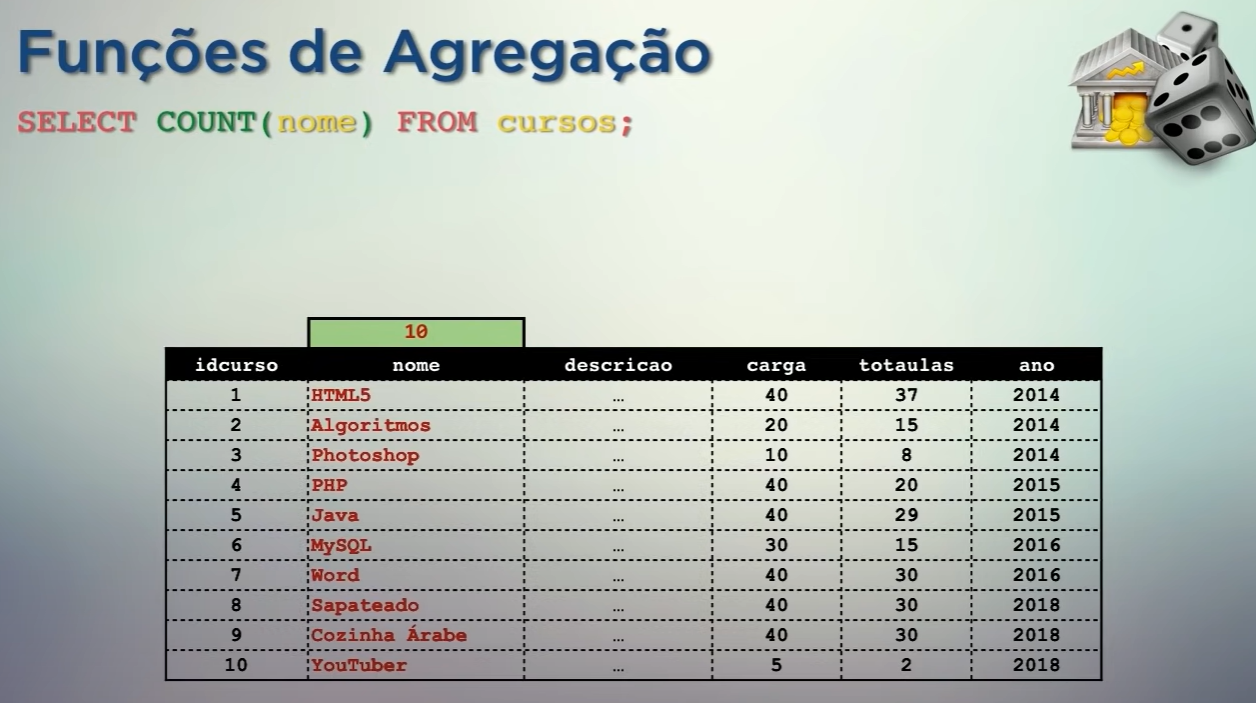 Funções de Agregação
SELECT COUNT(nome) FROM cursos;
10
idcurso nome descricao carga totaulas ano
1 HTML5 … 40 37 2014
2 Algoritmos … 20 15 2014
3 Photoshop … 10 8 2014
4 PHP … 40 20 2015
5 Java … 40 29 2015
6 MySQL … 30 15 2016
7 Word … 40 30 2016
8 Sapateado … 40 30 2018
9 Cozinha Árabe … 40 30 2018
10 YouTuber … 5 2 2018